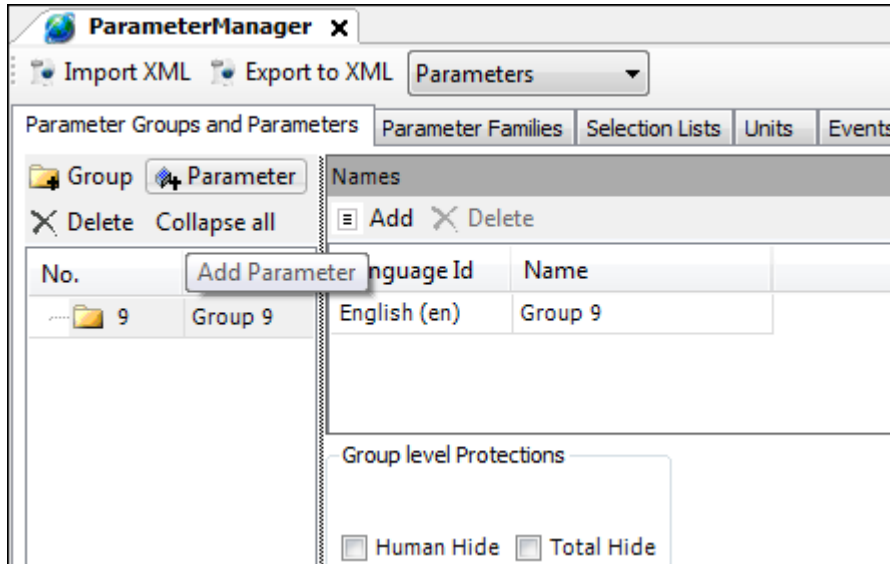 ParameterManager
Import XML Export to XML Parameters
Parameter Groups and Parameters Parameter Families Selection Lists Units Events
Group Parameter
Names
Delete Collapse all
Add Delete
No.
Add Parameter
nguage Id Name
9 Group 9
English (en) Group 9
Group level Protections
Human Hide Total Hide